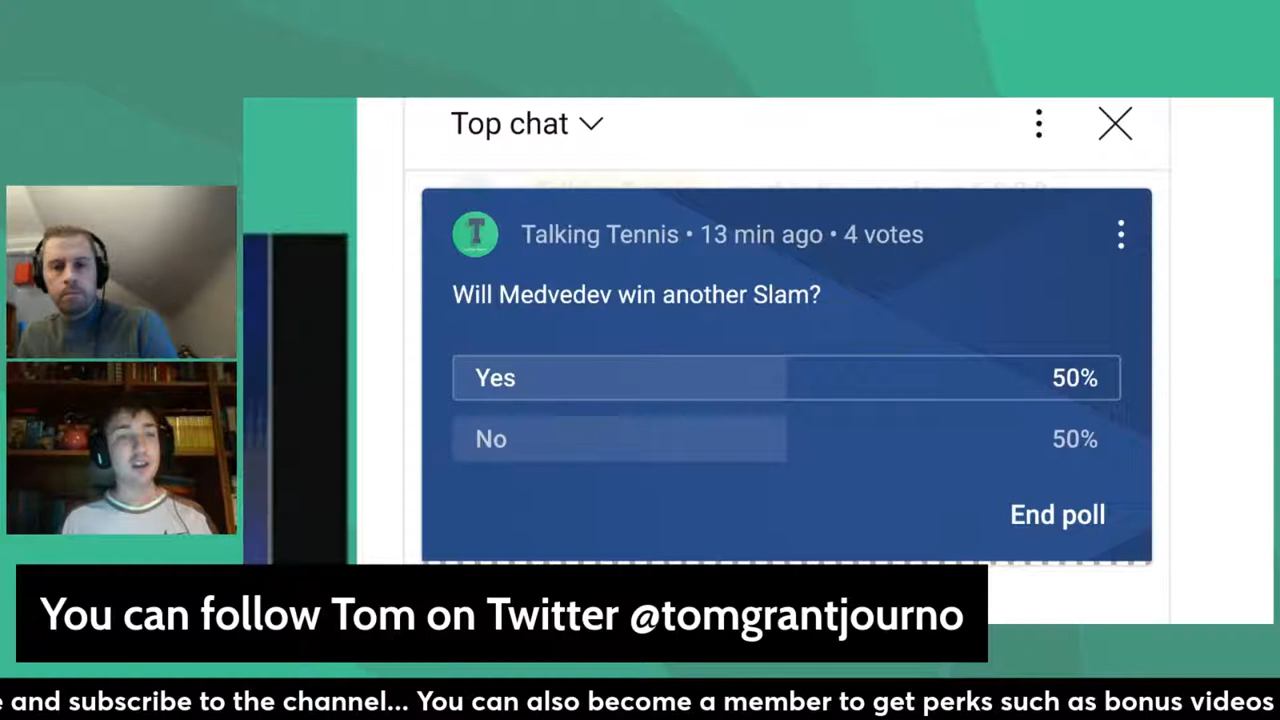 Top chat
T
Talking Tennis • 13 min ago • 4 votes
Will Medvedev win another Slam?
Yes 50%
No 50%
End poll
You can follow Tom on Twitter @tomgrantjourno
and subscribe to the channel... You can also become a member to get perks such as bonus videos